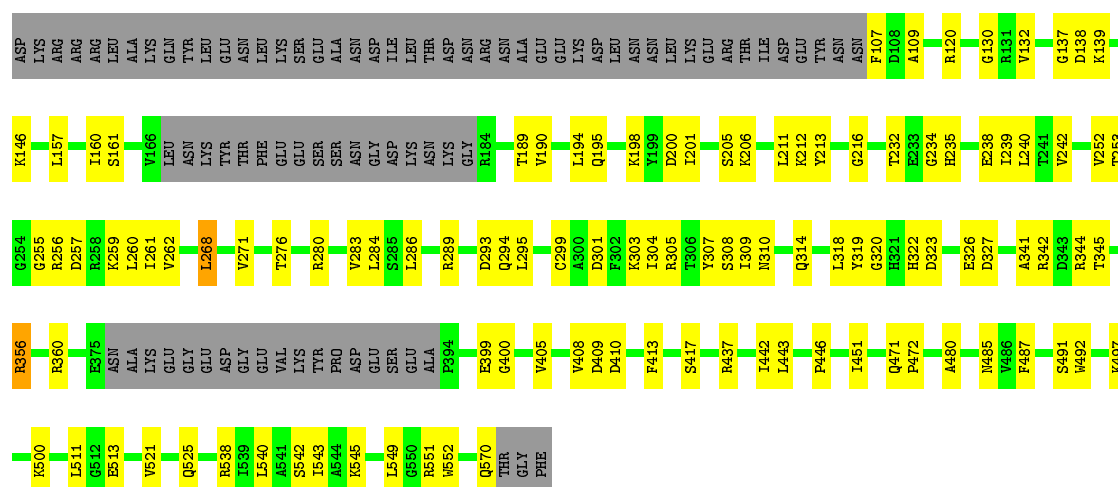 ASP LYS ARG ARG ARG LEU ALA LYS GLN TYR LEU GLU ASN LEU LYS SER GLU ALA ASN ASP ILE LEU THR ASP ASN ARG ASN ALA GLU GLU LYS ASP LEU ASN ASN LEU LYS GLU ARG THR ILE ASP GLU TYR ASN ASN F107 D108 A109 R120 G130 R131 V132 G137 D138 K139
K146 L157 I160 S161 V166 LEU ASN LYS TYR THR PHE GLU GLU SER SER ASN GLY ASP LYS ASN LYS GLY R184 T189 V190 L194 Q195 K198 Y199 D200 I201 S205 K206 L211 K212 Y213 G216 T232 E233 G234 H235 E238 I239 L240 T241 V242 V252 T253
G254 G255 R256 D257 R258 K259 L260 I261 V262 L268 V271 T276 R280 V283 L284 S285 L286 R289 D293 Q294 L295 C299 A300 D301 F302 K303 I304 R305 T306 Y307 S308 I309 N310 Q314 L318 Y319 G320 H321 H322 D323 E326 D327 A341 R342 D343 R344 T345
R356 R360 E375 ASN ALA LYS GLU GLY GLU ASP GLY GLU VAL LYS TYR PRO ASP GLU SER GLU ALA P394 E399 G400 V405 V408 D409 D410 F413 S417 R437 I442 L443 P446 I451 Q471 P472 A480 N485 V486 F487 S491 W492 K497
K500 L511 G512 E513 V521 Q525 R538 I539 L540 A541 S542 I543 A544 K545 L549 G550 R551 W552 Q570 THR GLY PHE